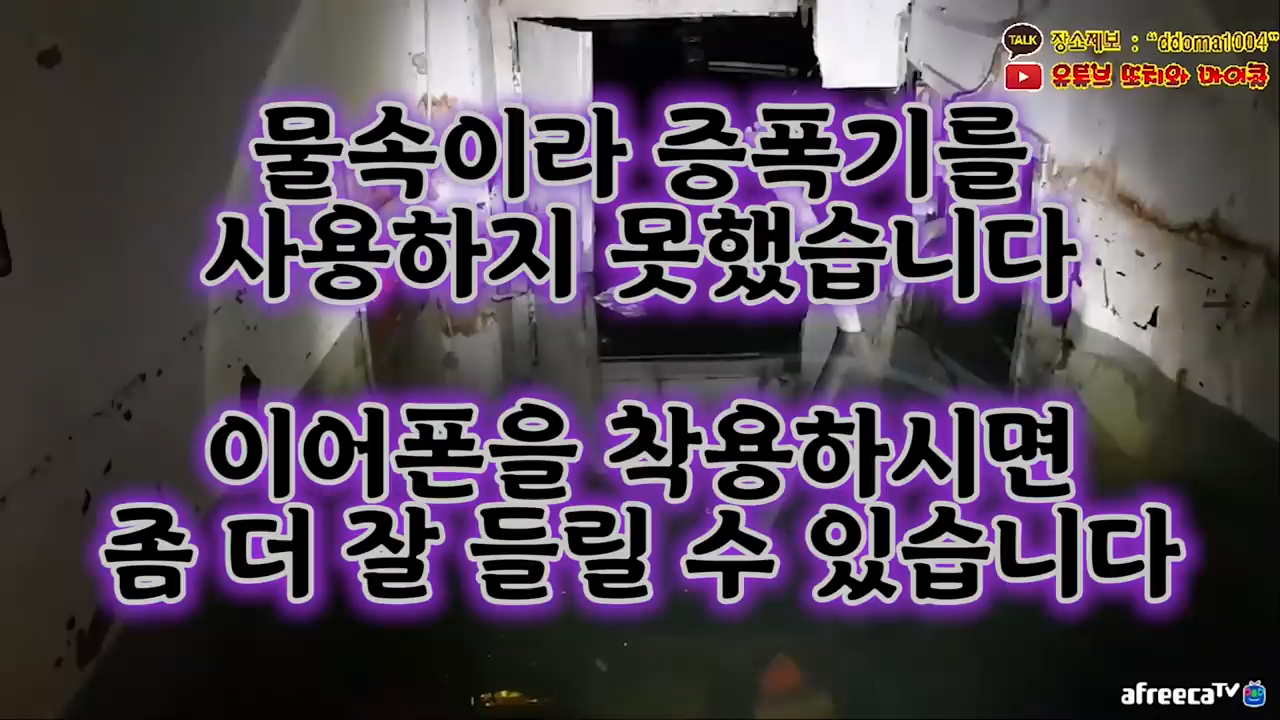 TALK 장소제보 : “ddoma1004"
유튜브 또치와 마이콜
물속이라 증폭기를
사용하지 못했습니다
이어폰을 착용하시면
좀 더 잘 들릴 수 있습니다
afreecaTV